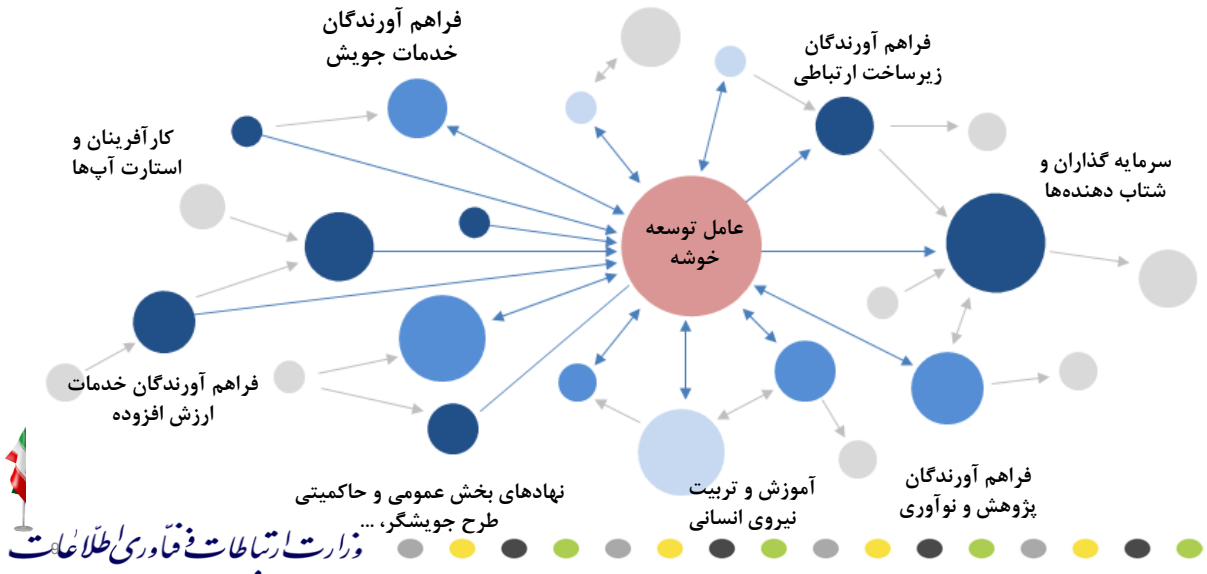 فراهم آورندگان
خدمات جویش
فراهم آورندگان
زیرساخت ارتباطی
کارآفرینان و
استارت آپ‌ها
سرمایه گذاران و
شتاب دهنده‌ها
عامل توسعه
خوشه
فراهم آورندگان خدمات
ارزش افزوده
نهادهای بخش عمومی و حاکمیتی
طرح جویشگر، ...
آموزش و تربیت
نیروی انسانی
فراهم آورندگان
پژوهش و نوآوری
وزارت ارتباطات و فناوری اطلاعات